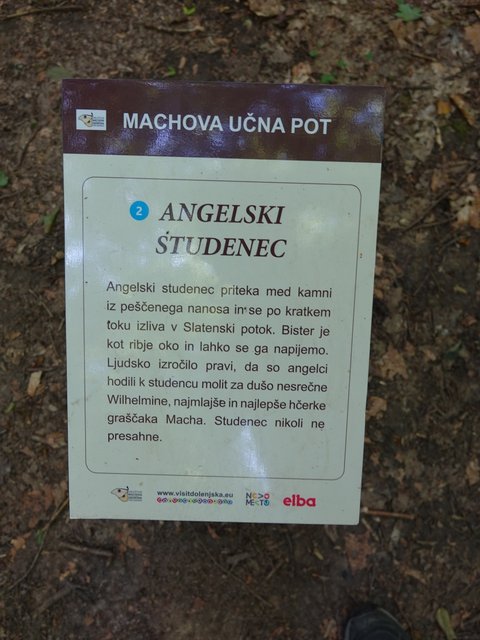 MACHOVA UČNA POT
2 ANGELSKI
STUDENEC
Angelski studenec priteka med kamni
iz peščenega nanosa in se po kratkem
toku izliva v Slatenski potok. Bister je
kot ribje oko in lahko se ga napijemo.
Ljudsko izročilo pravi, da so angelci
hodili k studencu molit za dušo nesrečne
Wilhelmine, najmlajše in najlepše hčerke
graščaka Macha. Studenec nikoli ne
presahne.
www.visitdolenjska.eu
NOVO
MESTO
elba